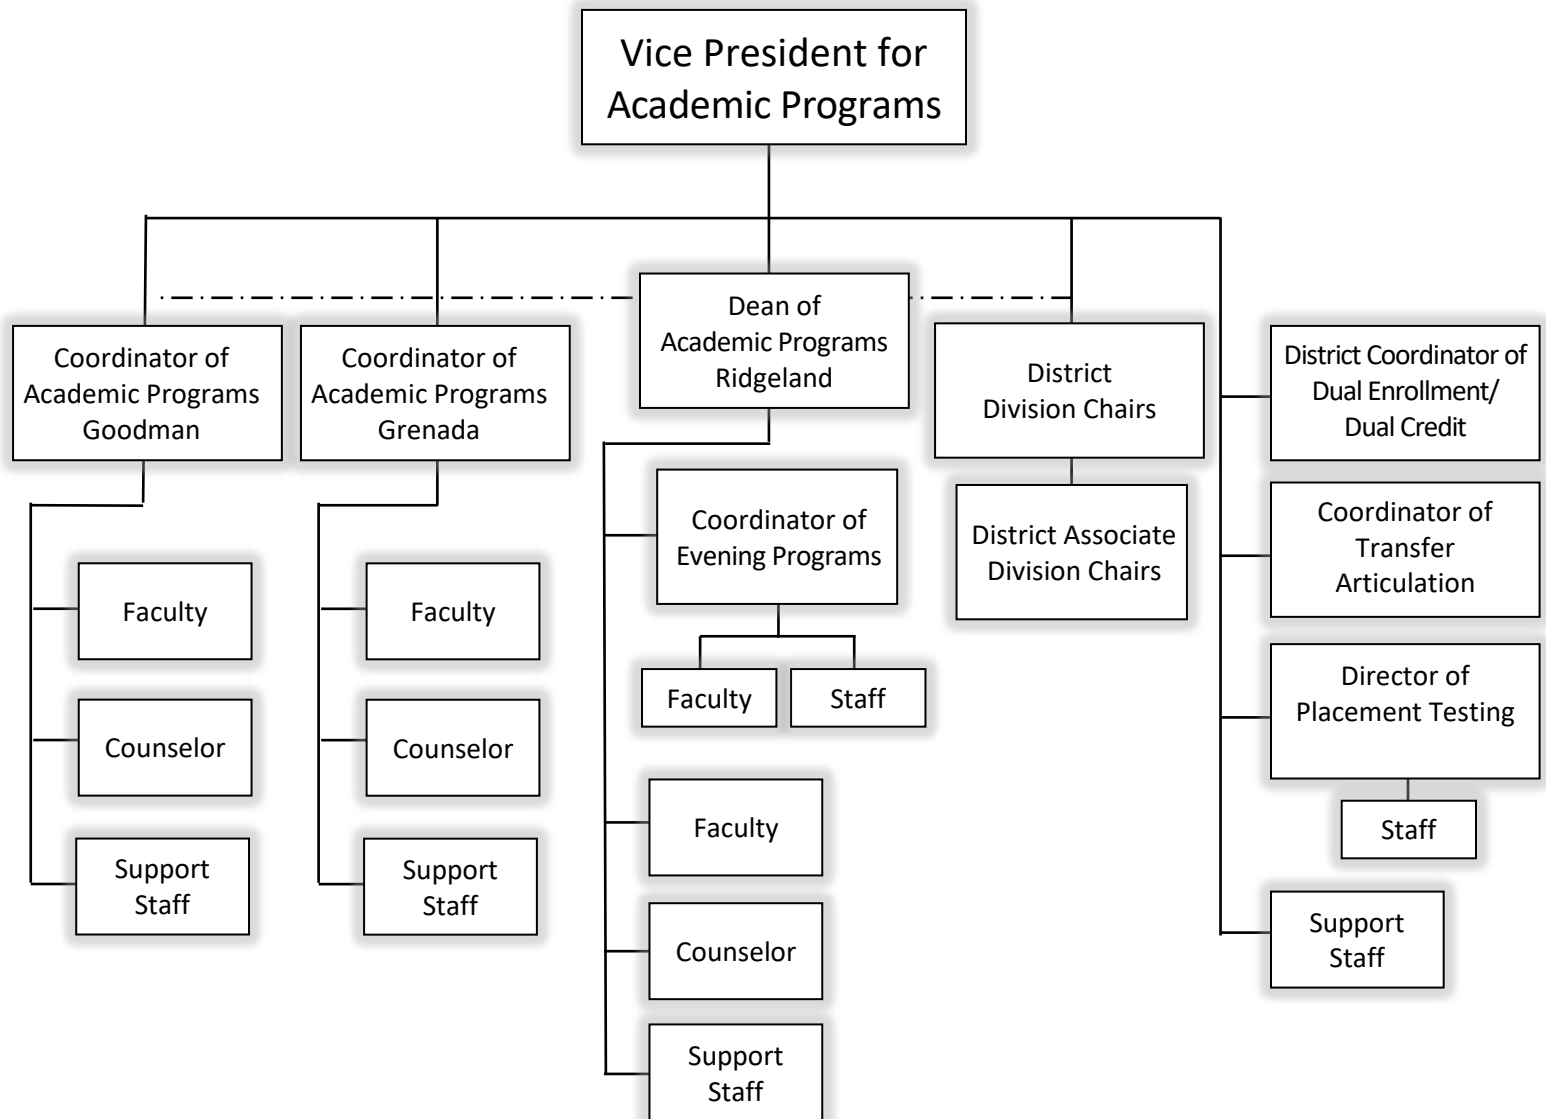 Vice President for
Academic Programs
Coordinator of
Academic Programs
Goodman
Coordinator of
Academic Programs
Grenada
Dean of
Academic Programs
Ridgeland
District
Division Chairs
District Coordinator of
Dual Enrollment/
Dual Credit
Faculty
Counselor
Support
Staff
Faculty
Counselor
Support
Staff
Coordinator of
Evening Programs
Faculty
Staff
Faculty
Counselor
Support
Staff
District Associate
Division Chairs
Coordinator of
Transfer
Articulation
Director of
Placement Testing
Staff
Support
Staff